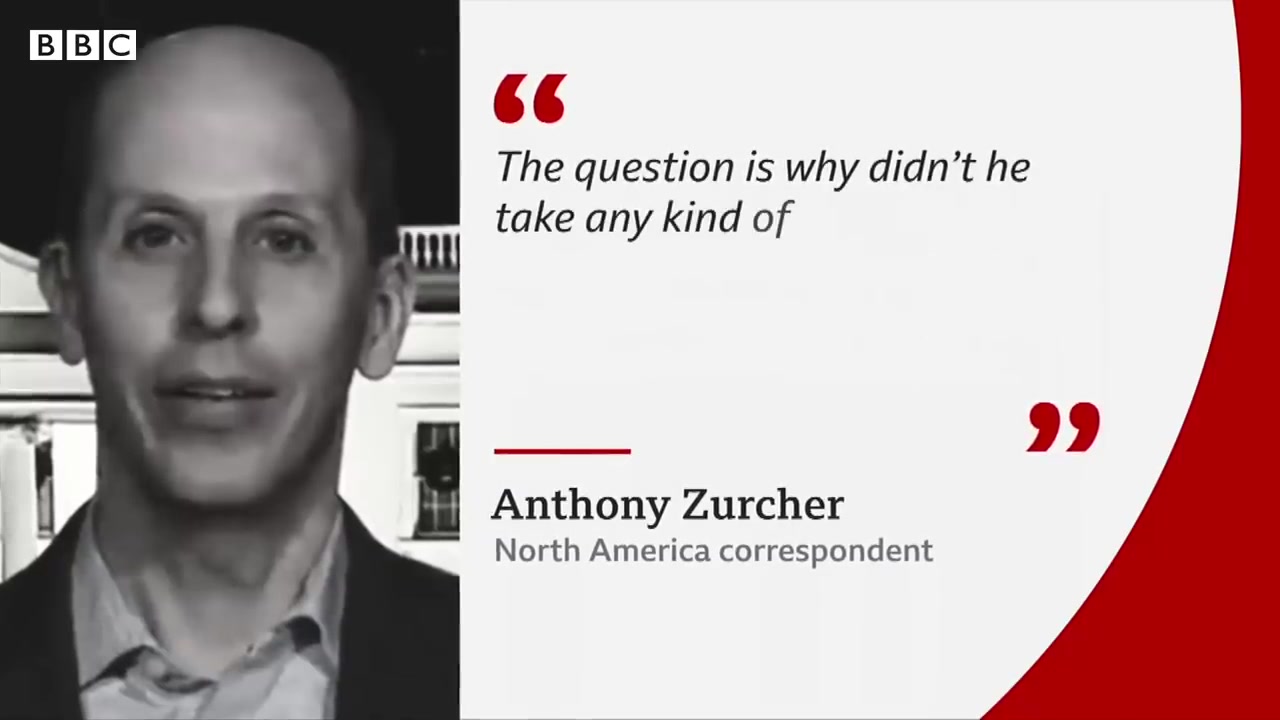 BBC
“
The question is why didn’t he
take any kind of
”
Anthony Zurcher
North America correspondent